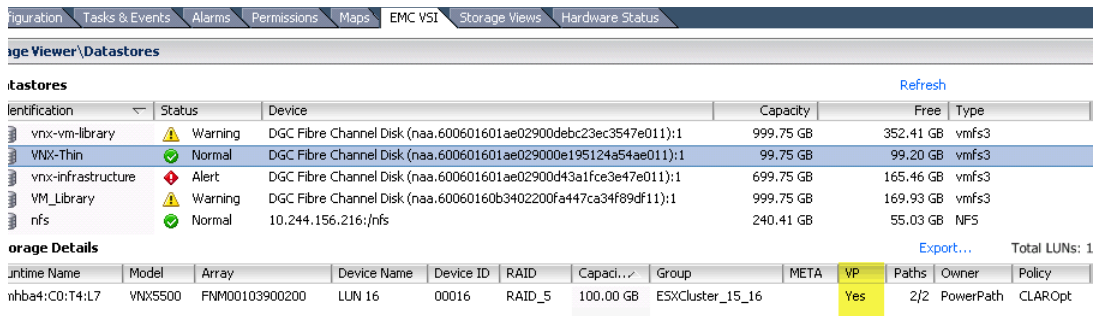 figuration Tasks & Events Alarms Permissions Maps EMC VSI Storage Views Hardware Status
age Viewer\Datastores
atastores Refresh
dentification Status Device Capacity Free Type
vnx-vm-library Warning DGC Fibre Channel Disk (naa.600601601ae02900debc23ec3547e011):1 999.75 GB 352.41 GB vmfs3
VNX-Thin Normal DGC Fibre Channel Disk (naa.600601601ae029000e195124a54ae011):1 99.75 GB 99.20 GB vmfs3
vnx-infrastructure Alert DGC Fibre Channel Disk (naa.600601601ae02900d43a1fce3e47e011):1 699.75 GB 165.46 GB vmfs3
VM_Library Warning DGC Fibre Channel Disk (naa.60060160b3402200fa447ca34f89df11):1 999.75 GB 169.93 GB vmfs3
nfs Normal 10.244.156.216:/nfs 240.41 GB 55.03 GB NFS
orage Details Export... Total LUNs: 1
untime Name Model Array Device Name Device ID RAID Capaci... Group META VP Paths Owner Policy
mhba4:C0:T4:L7 VNX5500 FNM00103900200 LUN 16 00016 RAID_5 100.00 GB ESXCluster_15_16 Yes 2/2 PowerPath CLAROpt